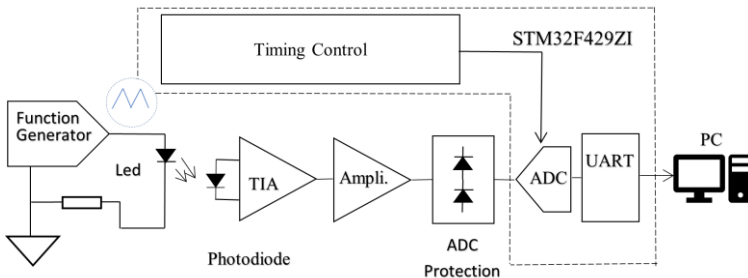 Timing Control
STM32F429ZI
Function
Generator
Led
TIA
Ampli.
ADC
UART
PC
Photodiode
ADC
Protection